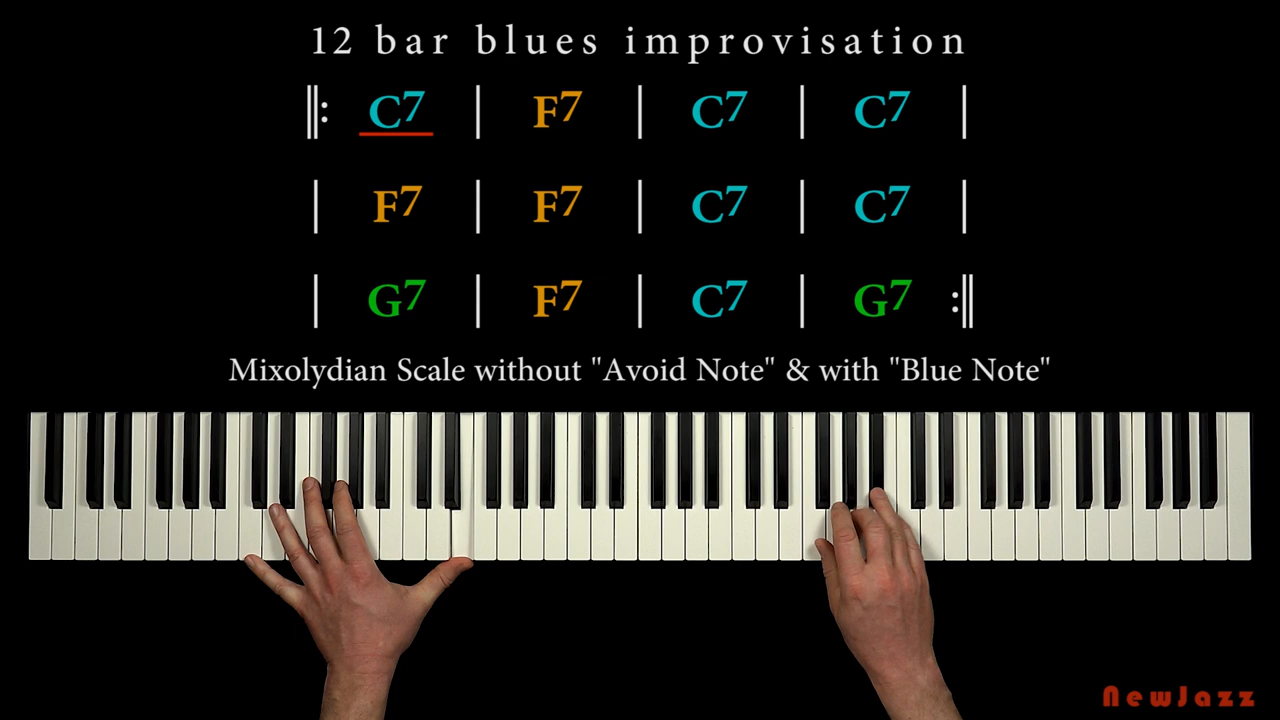 12 bar blues improvisation
C7 F7 C7 C7
F7 F7 C7 C7
G7 F7 C7 G7
Mixolydian Scale without "Avoid Note" & with "Blue Note"
NewJazz